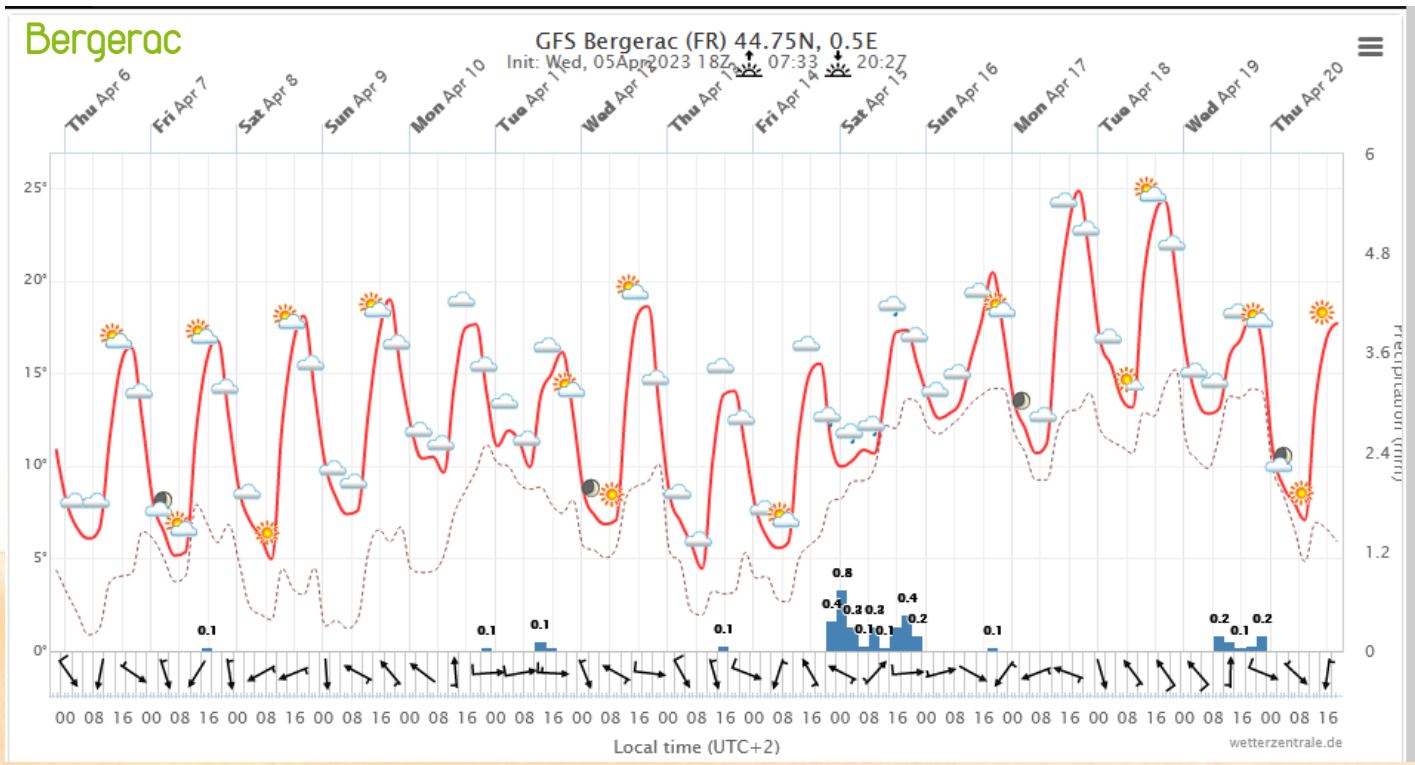 Bergerac
GFS Bergerac (FR) 44.75N, 0.5E
Init: Wed, 05Apr2023 18Z 07:33 20:27
Thu Apr 6 Fri Apr 7 Sat Apr 8 Sun Apr 9 Mon Apr 10 Tue Apr 11 Wed Apr 12 Thu Apr 13 Fri Apr 14 Sat Apr 15 Sun Apr 16 Mon Apr 17 Tue Apr 18 Wed Apr 19 Thu Apr 20
6
25°
4.8
20°
15°
3.6
Precipitation (mm)
10°
2.4
5°
1.2
0.1 0.1 0.1 0.1 0.4 0.8 0.3 0.1 0.3 0.1 0.4 0.2 0.1 0.2 0.1 0.2
0°
0
00 08 16 00 08 16 00 08 16 00 08 16 00 08 16 00 08 16 00 08 16 00 08 16 00 08 16 00 08 16 00 08 16 00 08 16 00 08 16 00 08 16 00 08 16
Local time (UTC+2)
wetterzentrale.de